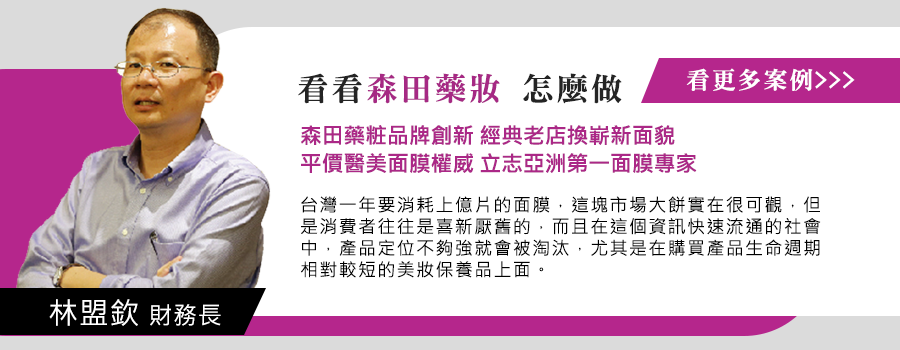 看看森田藥妝 怎麼做
看更多案例>>>
森田藥粧品牌創新 經典老店換嶄新面貌
平價醫美面膜權威 立志亞洲第一面膜專家
台灣一年要消耗上億片的面膜，這塊市場大餅實在很可觀，但
是消費者往往是喜新厭舊的，而且在這個資訊快速流通的社會
中，產品定位不夠強就會被淘汰，尤其是在購買產品生命週期
相對較短的美妝保養品上面。
林盟欽 財務長